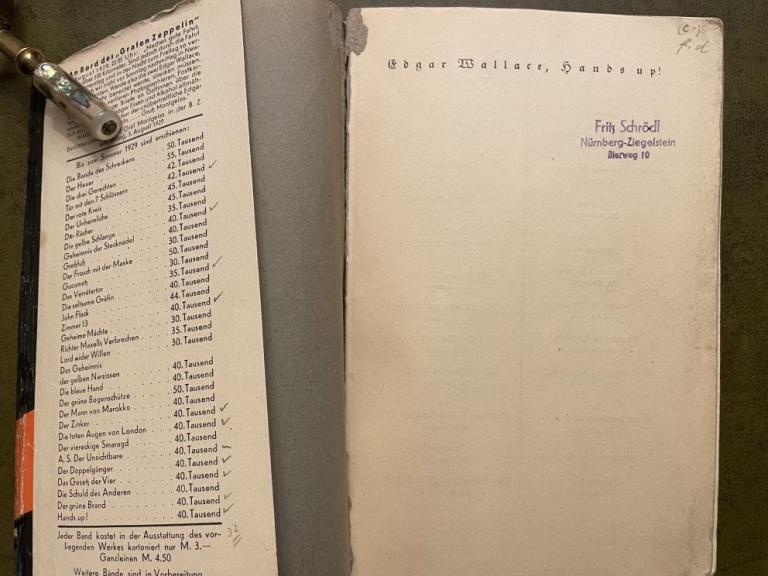 An Bord des „Grafen Zeppelin“
Graf Montgelas in der B. Z.
3. August 1929
Bis zum Sommer 1929 sind erschienen:
Die Bande des Schreckens . . . 50. Tausend
Der Hexer . . . 55. Tausend
Die drei Gerechten . . . 42. Tausend
Tür mit den 7 Schlössern . . . 42. Tausend ✓
Der rote Kreis . . . 45. Tausend
Der Unheimliche . . . 45. Tausend
Der Rächer . . . 35. Tausend
Die gelbe Schlange . . . 40. Tausend ✓
Geheimnis der Stecknadel . . . 40. Tausend
Großfuß . . . 30. Tausend
Der Frosch mit der Maske . . . 50. Tausend
Gucumatz . . . 30. Tausend
Das Verrätertor . . . 35. Tausend ✓
Die seltsame Gräfin . . . 40. Tausend
John Flack . . . 44. Tausend
Zimmer 13 . . . 40. Tausend ✓
Geheime Mächte . . . 30. Tausend
Richter Maxells Verbrechen . . . 35. Tausend
Lord wider Willen . . . 30. Tausend
Das Geheimnis
der gelben Narzissen . . . 40. Tausend
Die blaue Hand . . . 40. Tausend
Der grüne Bogenschütze . . . 50. Tausend
Der Mann von Marokko . . . 40. Tausend
Der Zinker . . . 40. Tausend
Die toten Augen von London . . . 40. Tausend ✓
Der viereckige Smaragd . . . 40. Tausend ✓
A. S. Der Unsichtbare . . . 40. Tausend
Der Doppelgänger . . . 40. Tausend ✓
Das Gesetz der Vier . . . 40. Tausend ✓
Die Schuld des Anderen . . . 40. Tausend
Der grüne Brand . . . 40. Tausend ✓
Hands up! . . . 40. Tausend ✓
Jeder Band kostet in der Ausstattung des vor-
liegenden Werkes kartoniert nur M. 3.—
Ganzleinen M. 4.50
Weitere Bände sind in Vorbereitung
Edgar Wallace, Hands up!
Fritz Schrödl
Nürnberg-Ziegelstein
Bierweg 10